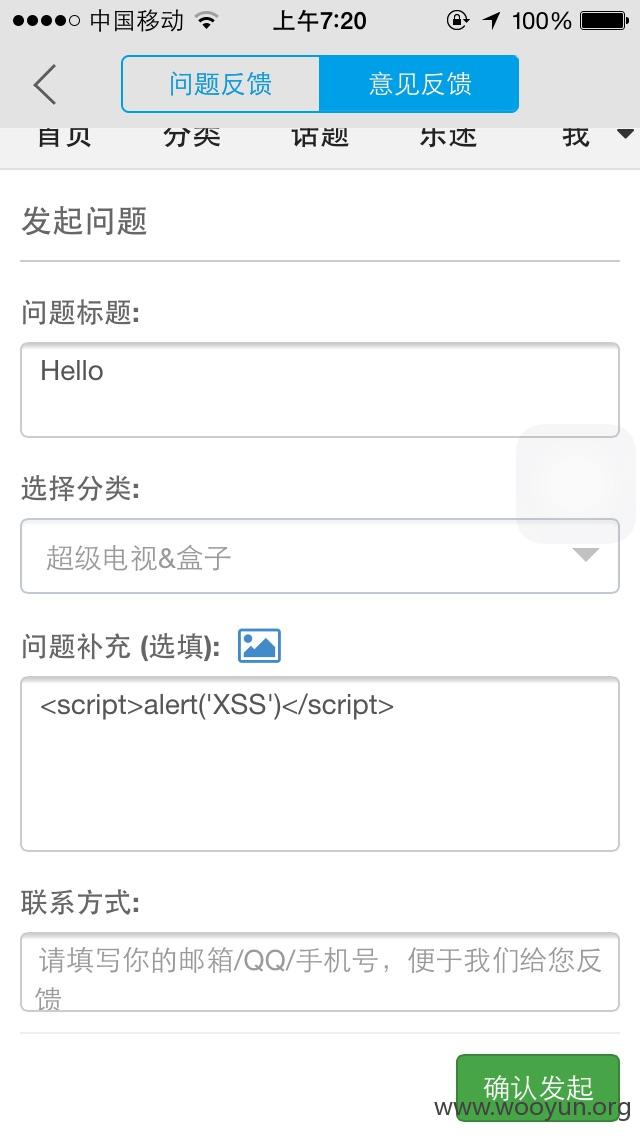 中国移动 上午7:20 100%
问题反馈 意见反馈
首页 分类 话题 乐迷 我
发起问题
问题标题:
Hello
选择分类:
超级电视&盒子
问题补充 (选填):
<script>alert('XSS')</script>
联系方式:
请填写你的邮箱/QQ/手机号，便于我们给您反
馈
确认发起
www.wooyun.org